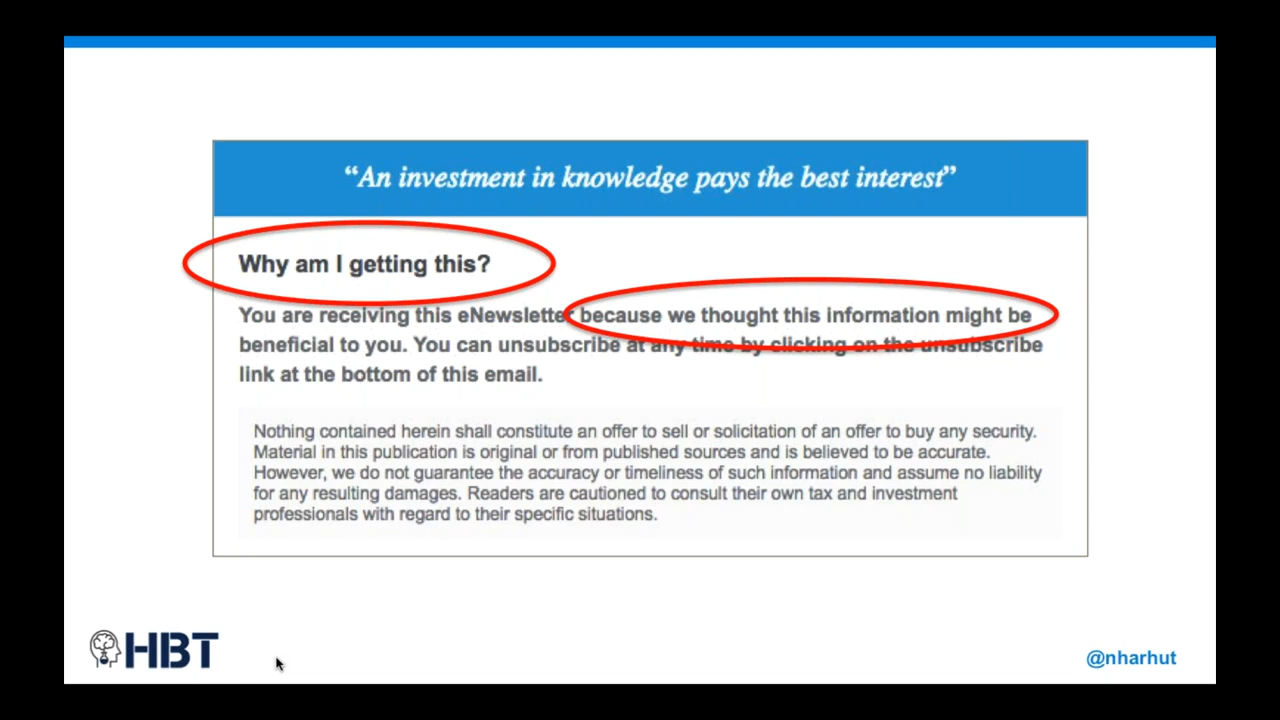 “An investment in knowledge pays the best interest”
Why am I getting this?
You are receiving this eNewsletter because we thought this information might be
beneficial to you. You can unsubscribe at any time by clicking on the unsubscribe
link at the bottom of this email.
Nothing contained herein shall constitute an offer to sell or solicitation of an offer to buy any security.
Material in this publication is original or from published sources and is believed to be accurate.
However, we do not guarantee the accuracy or timeliness of such information and assume no liability
for any resulting damages. Readers are cautioned to consult their own tax and investment
professionals with regard to their specific situations.
HBT
@nharhut